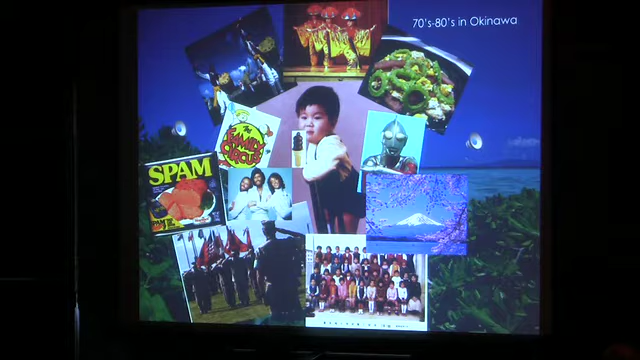 70's-80's in Okinawa
The
FAMILY
CIRCUS
SPAM